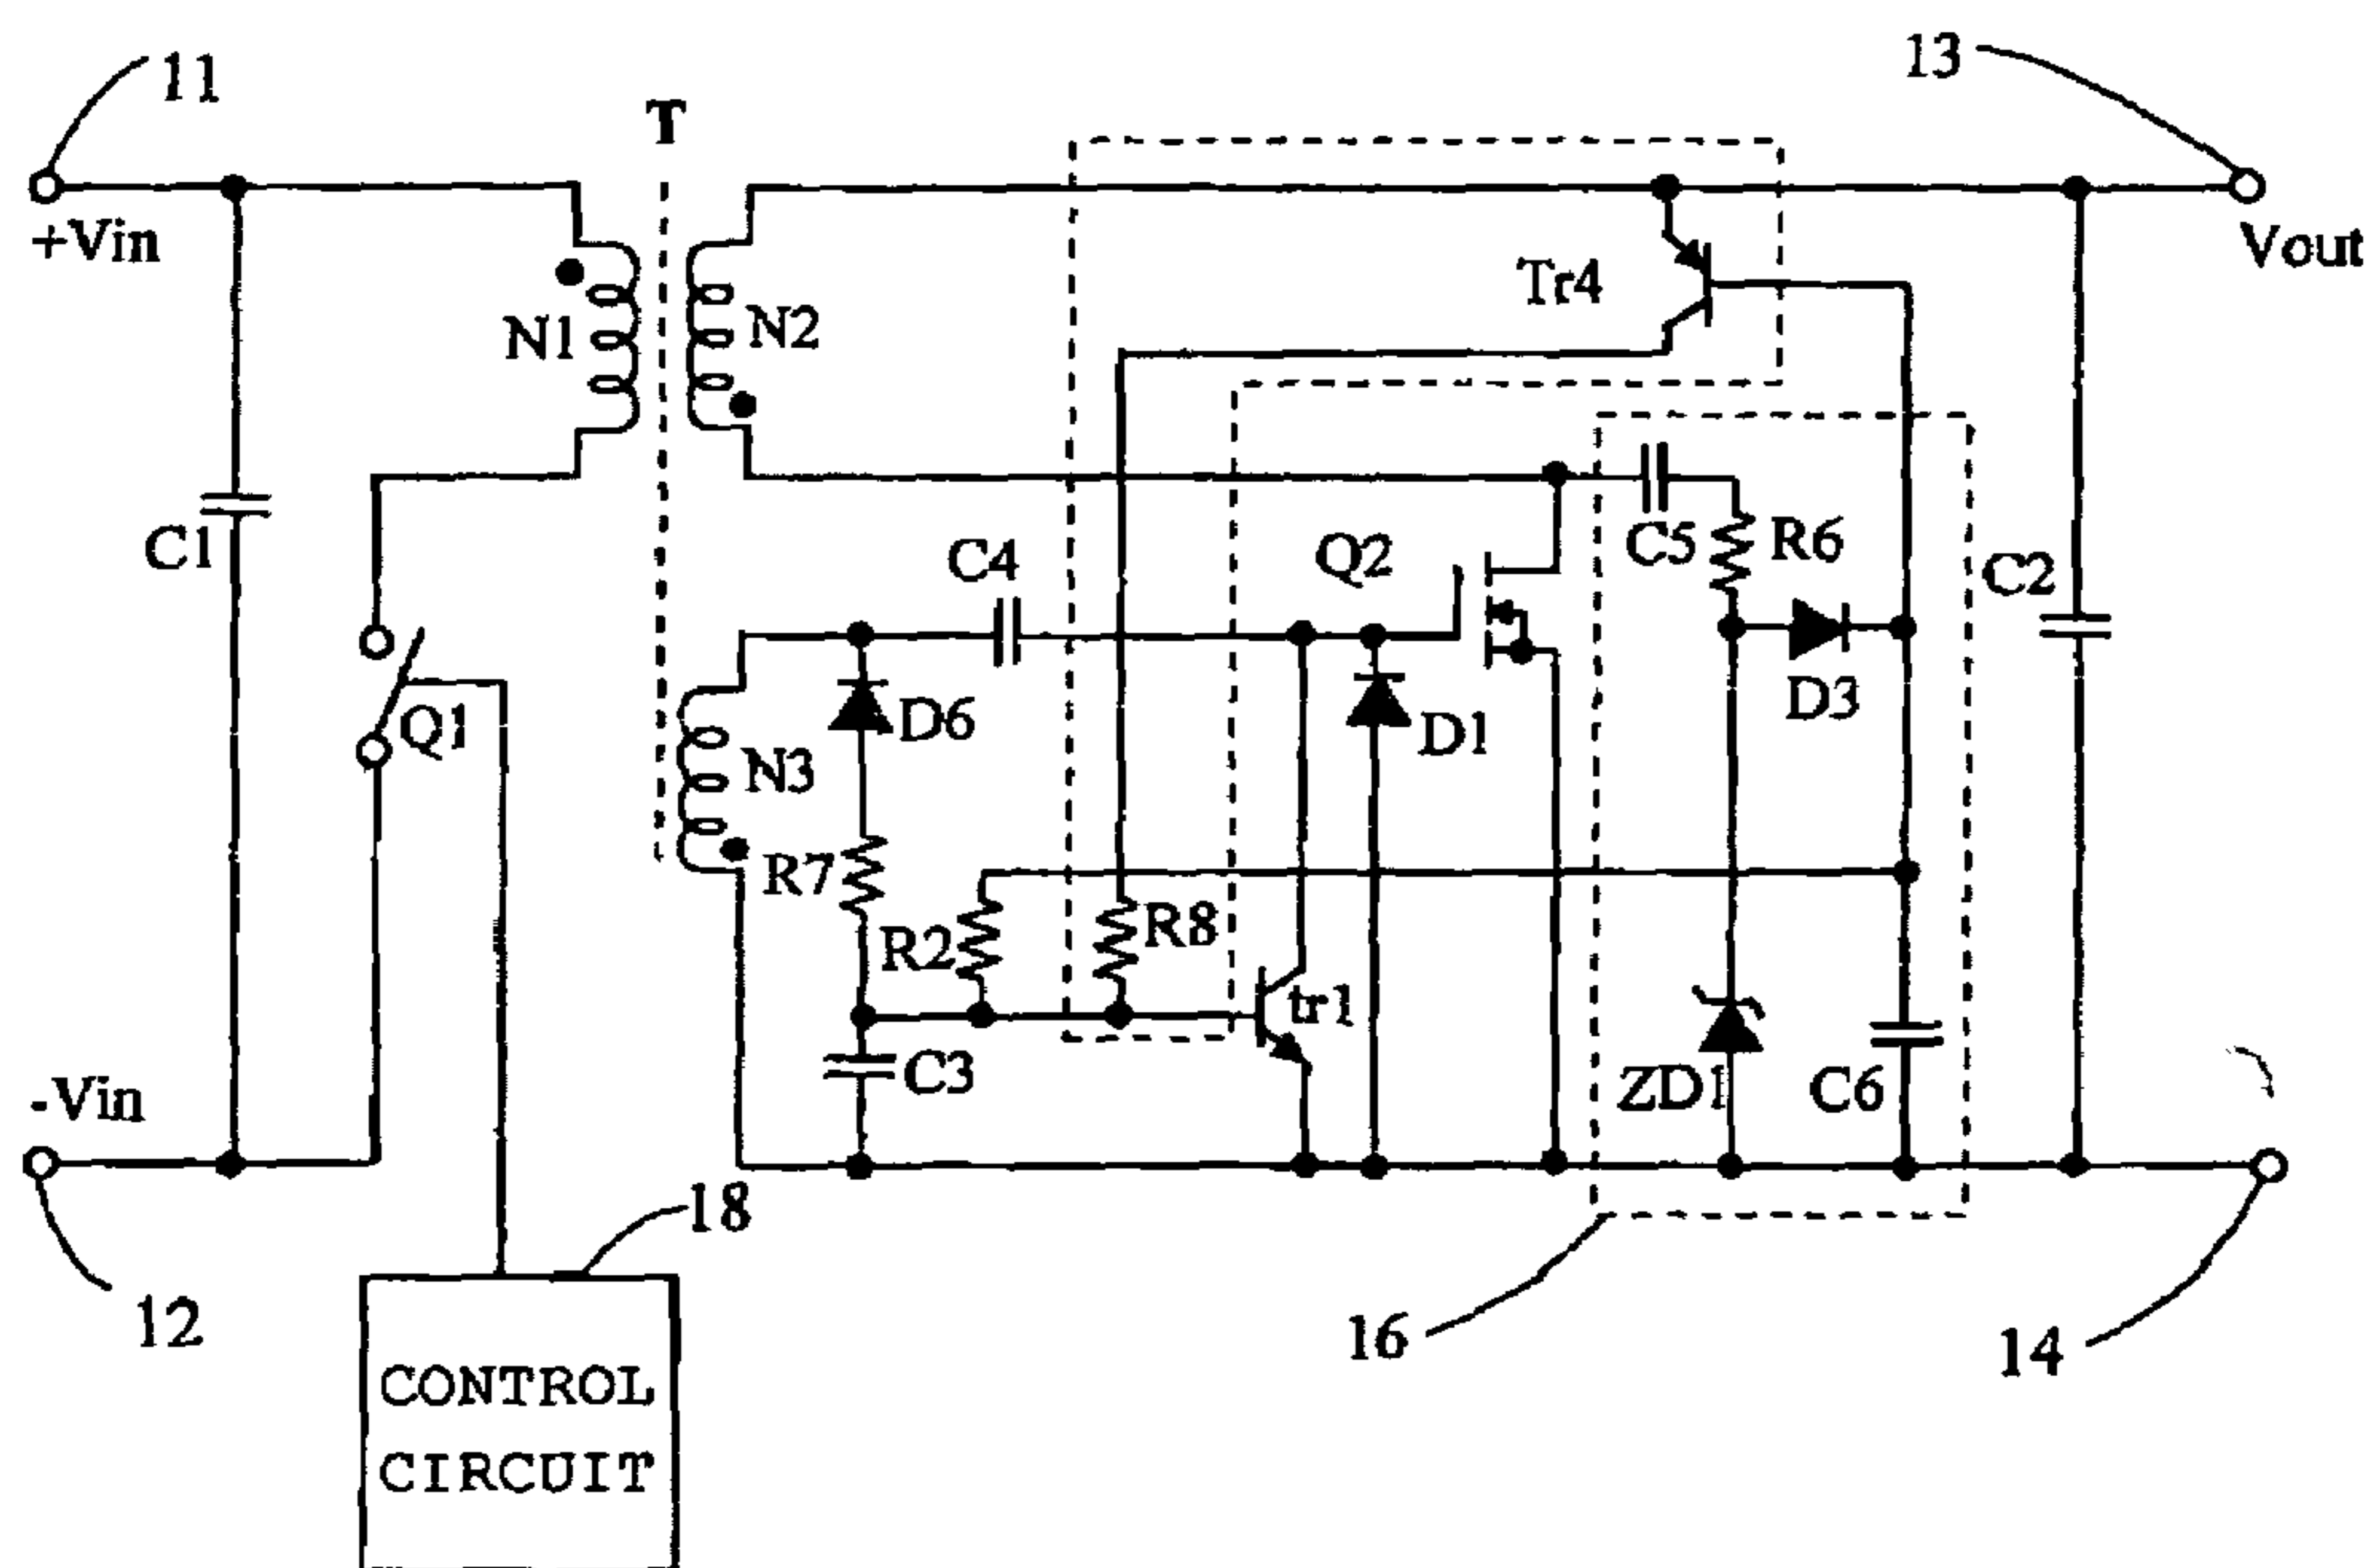 11
13
T
+Vin
Vout
Tr4
N1
N2
C1
C4
Q2
C5
R6
C2
Q1
D6
D1
D3
N3
R7
R2
R8
tr1
C3
ZD1
C6
-Vin
18
12
16
14
CONTROL
CIRCUIT